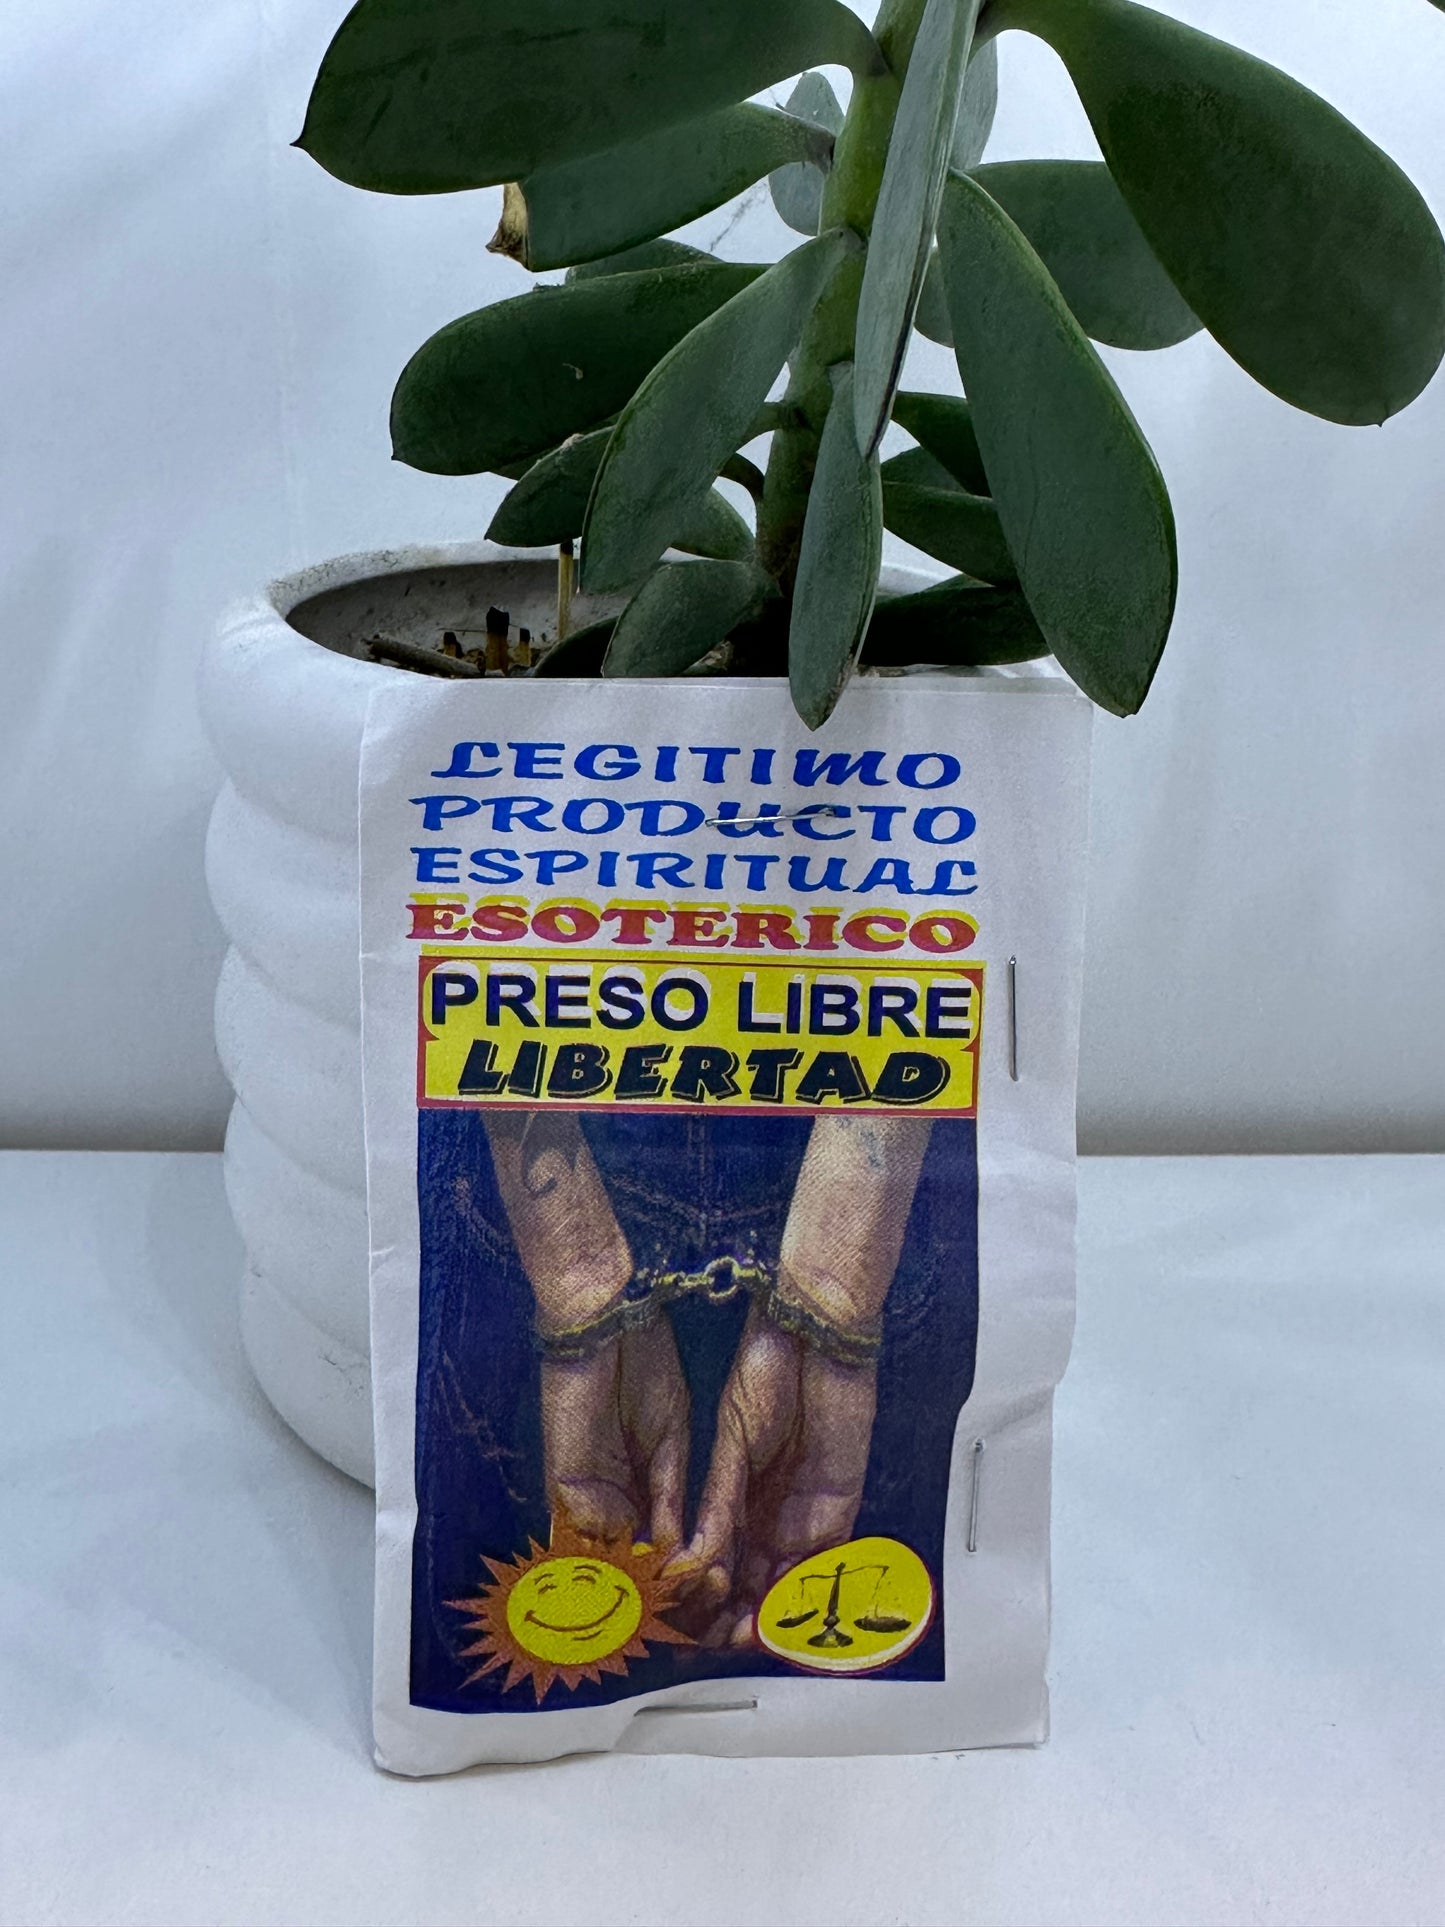 LEGITIMO
PRODUCTO
ESPIRITUAL
ESOTERICO
PRESO LIBRE
LIBERTAD